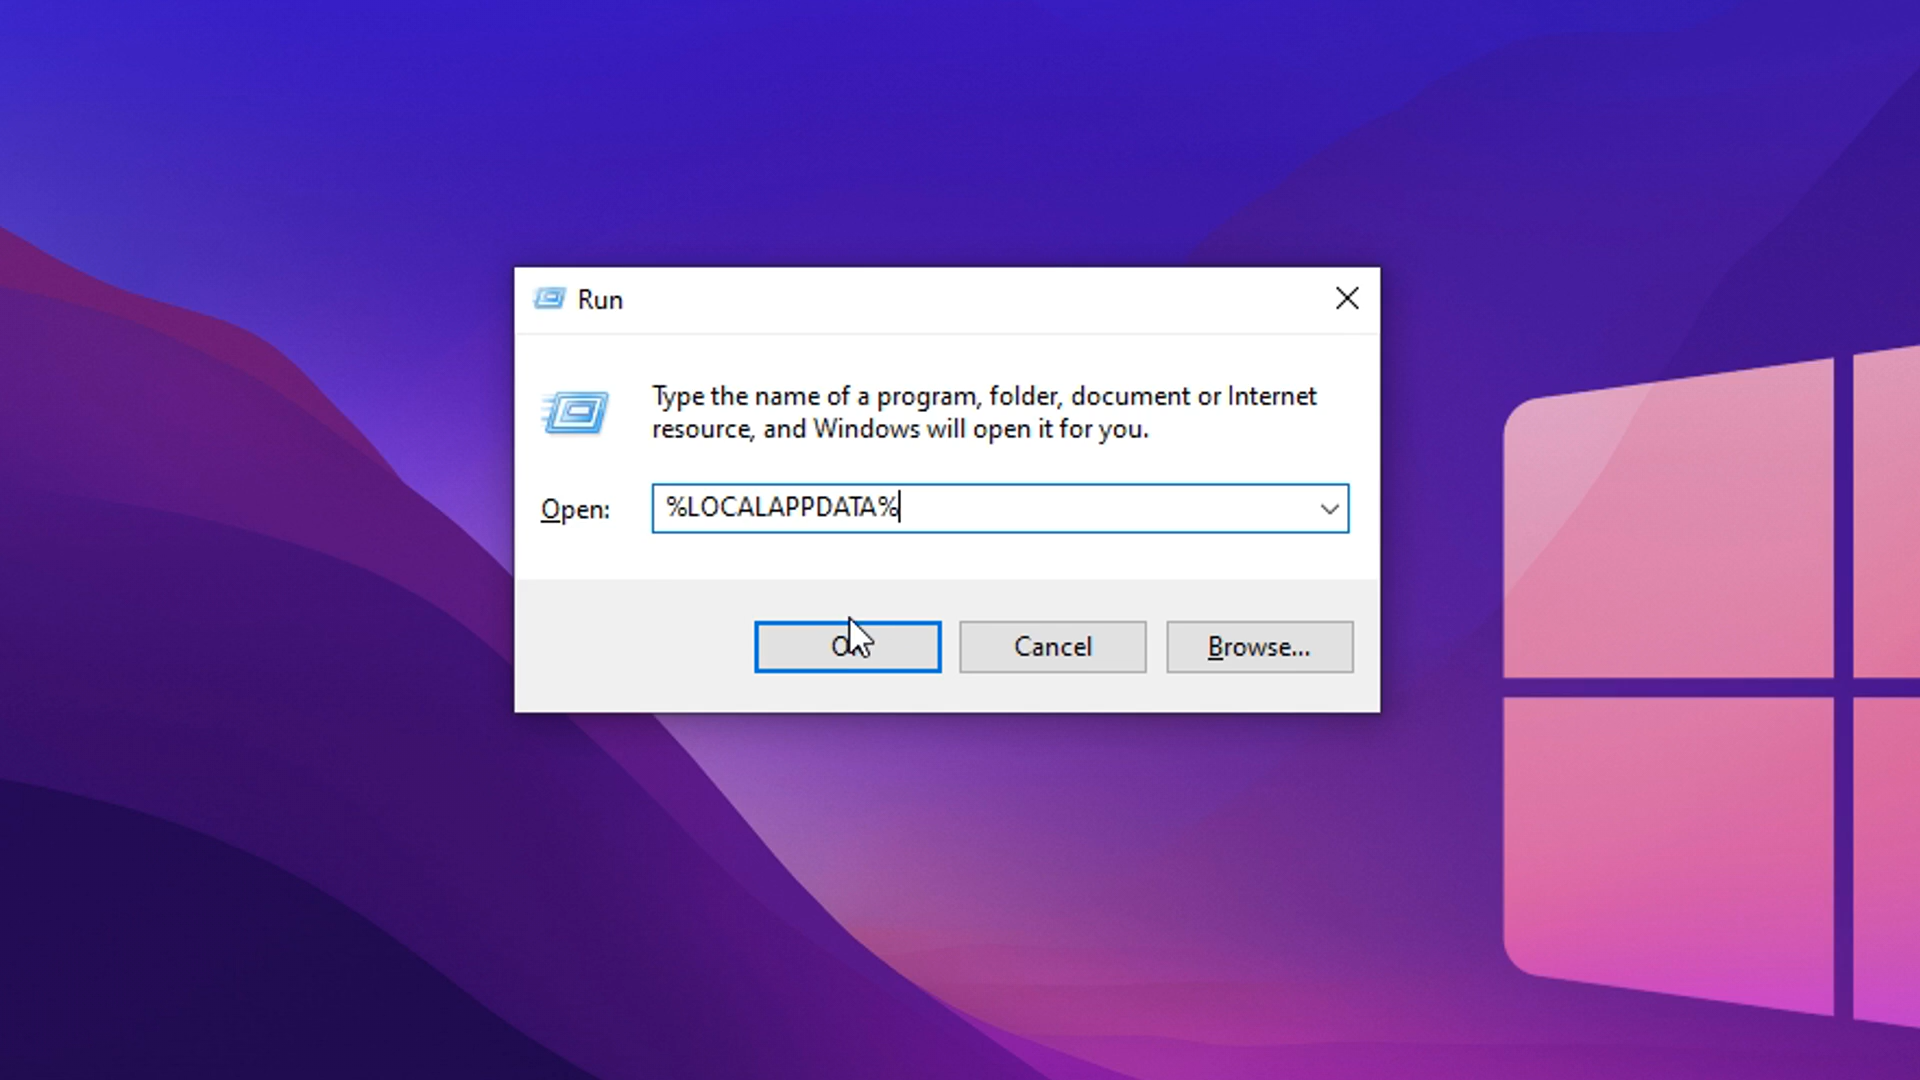 Run
Type the name of a program, folder, document or Internet
resource, and Windows will open it for you.
Open: %LOCALAPPDATA%
Cancel Browse...